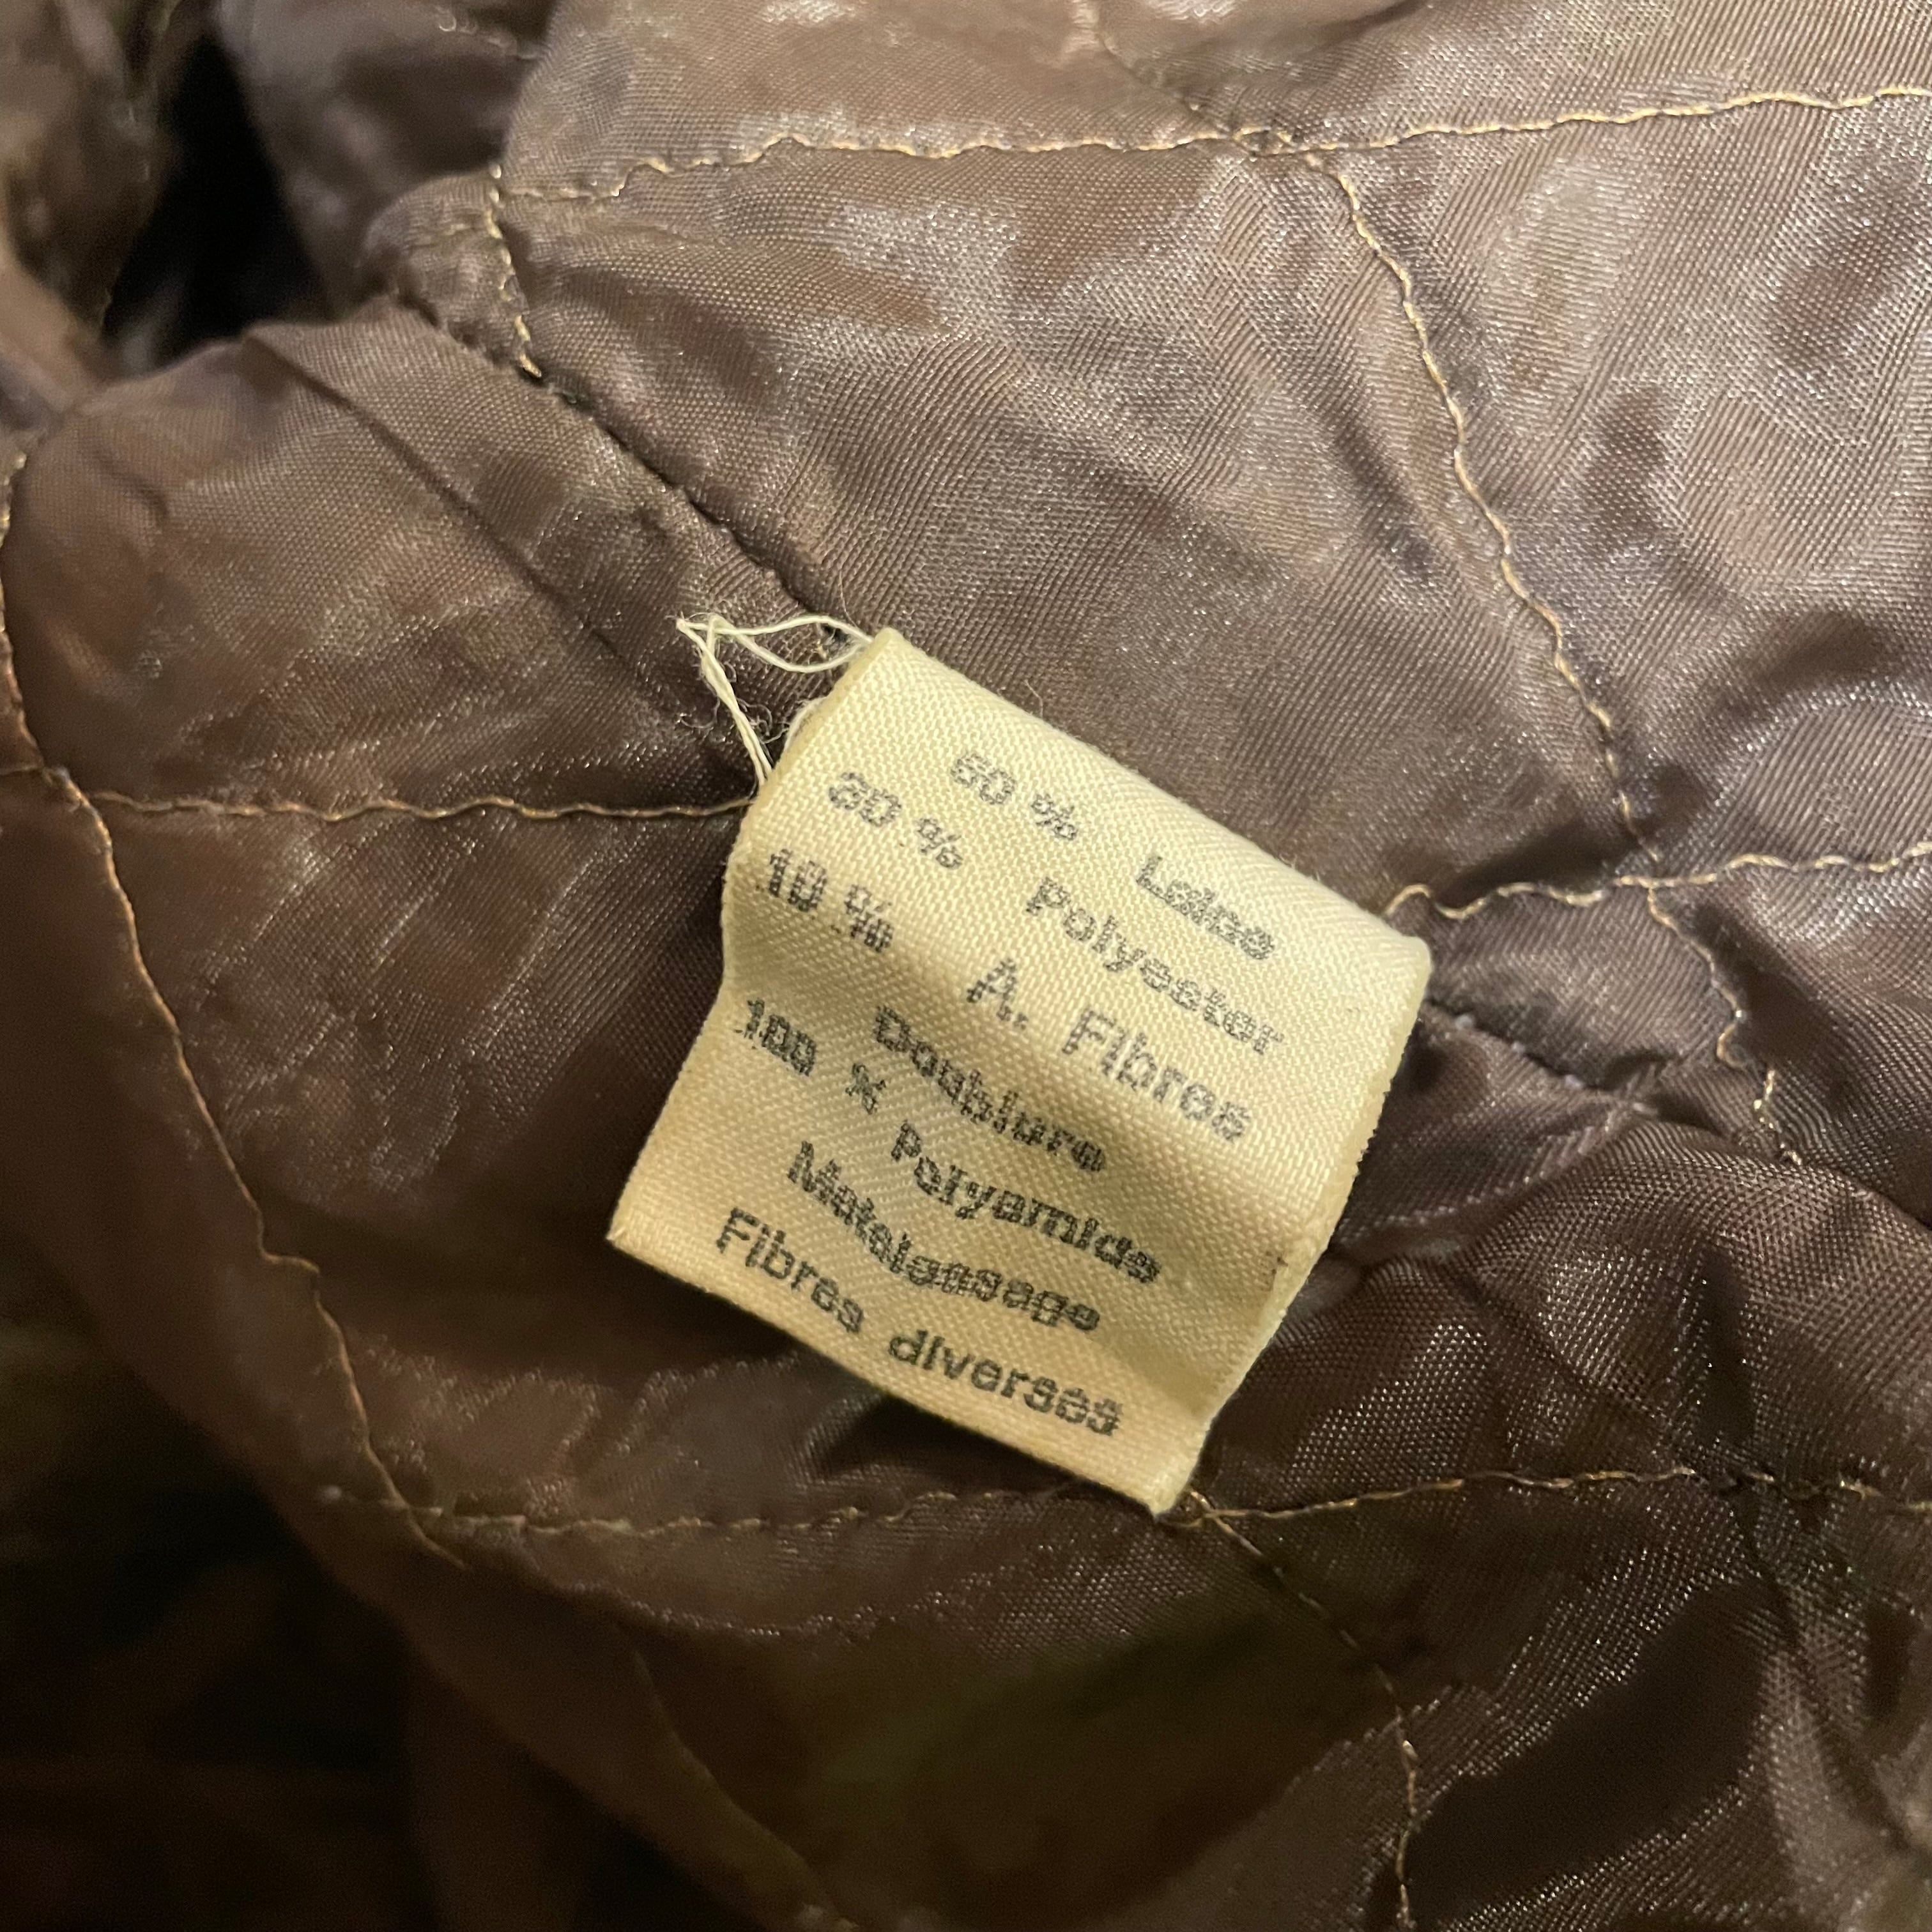 60 % Laine
30 % Polyester
10 % A. Fibres
Doublure
100 % Polyamide
Matelassage
Fibres diverses